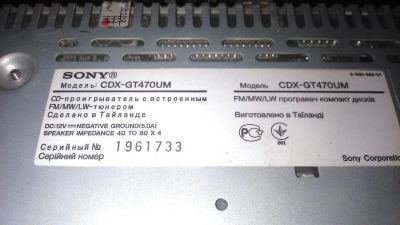 SONY®
Модель: CDX-GT470UM
CD-проигрыватель с встроенным
FM/MW/LW-тюнером
Сделано в Таиланде
DC:12V⎓NEGATIVE GROUND(5.0A)
SPEAKER IMPEDANCE 4Ω TO 8Ω X 4
Серийный номер
Серійний номер
1961733
Модель CDX-GT470UM
FM/MW/LW програвач компакт дисків
Виготовлено в Таїланді
001
Sony Corporation